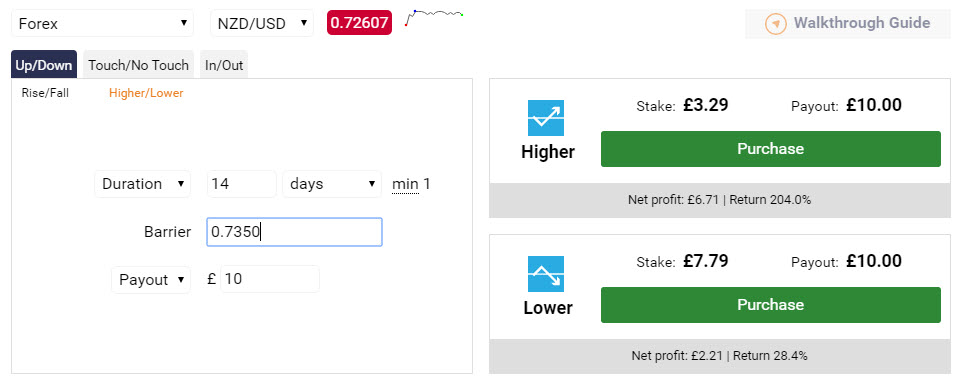 Forex NZD/USD 0.72607 Walkthrough Guide
Up/Down Touch/No Touch In/Out
Rise/Fall Higher/Lower
Duration 14 days min 1
Barrier 0.7350
Payout £ 10
Higher
Stake: £3.29 Payout: £10.00
Purchase
Net profit: £6.71 | Return 204.0%
Lower
Stake: £7.79 Payout: £10.00
Purchase
Net profit: £2.21 | Return 28.4%